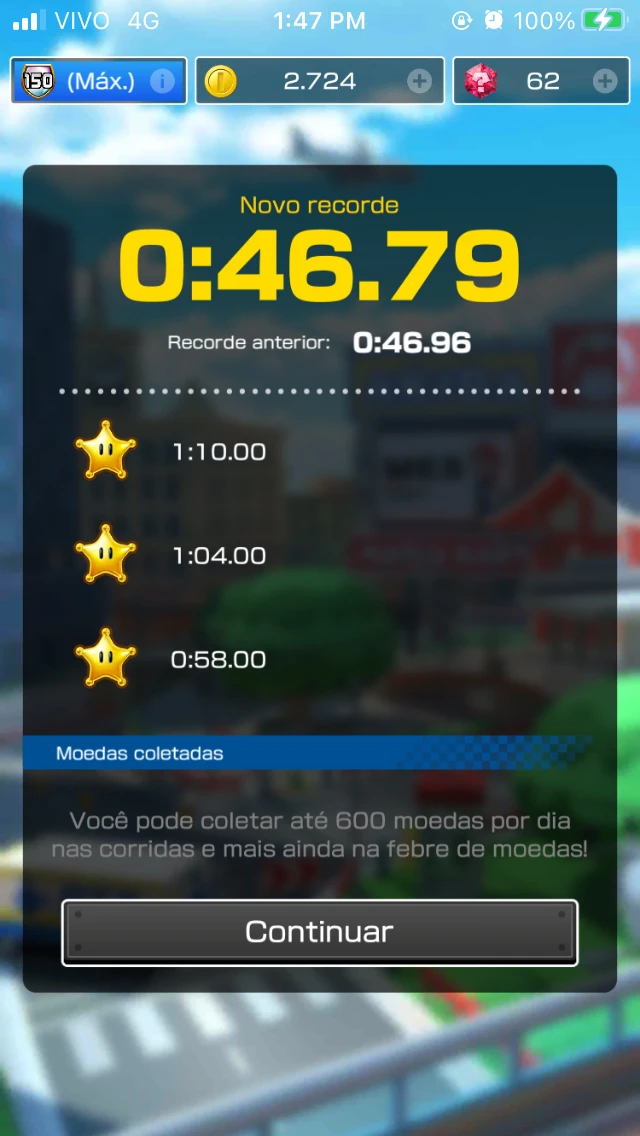 VIVO 4G 1:47 PM 100%
150 (Máx.) i 2.724 + ? 62 +
Novo recorde
0:46.79
Recorde anterior: 0:46.96
1:10.00
1:04.00
0:58.00
Moedas coletadas
Você pode coletar até 600 moedas por dia
nas corridas e mais ainda na febre de moedas!
Continuar